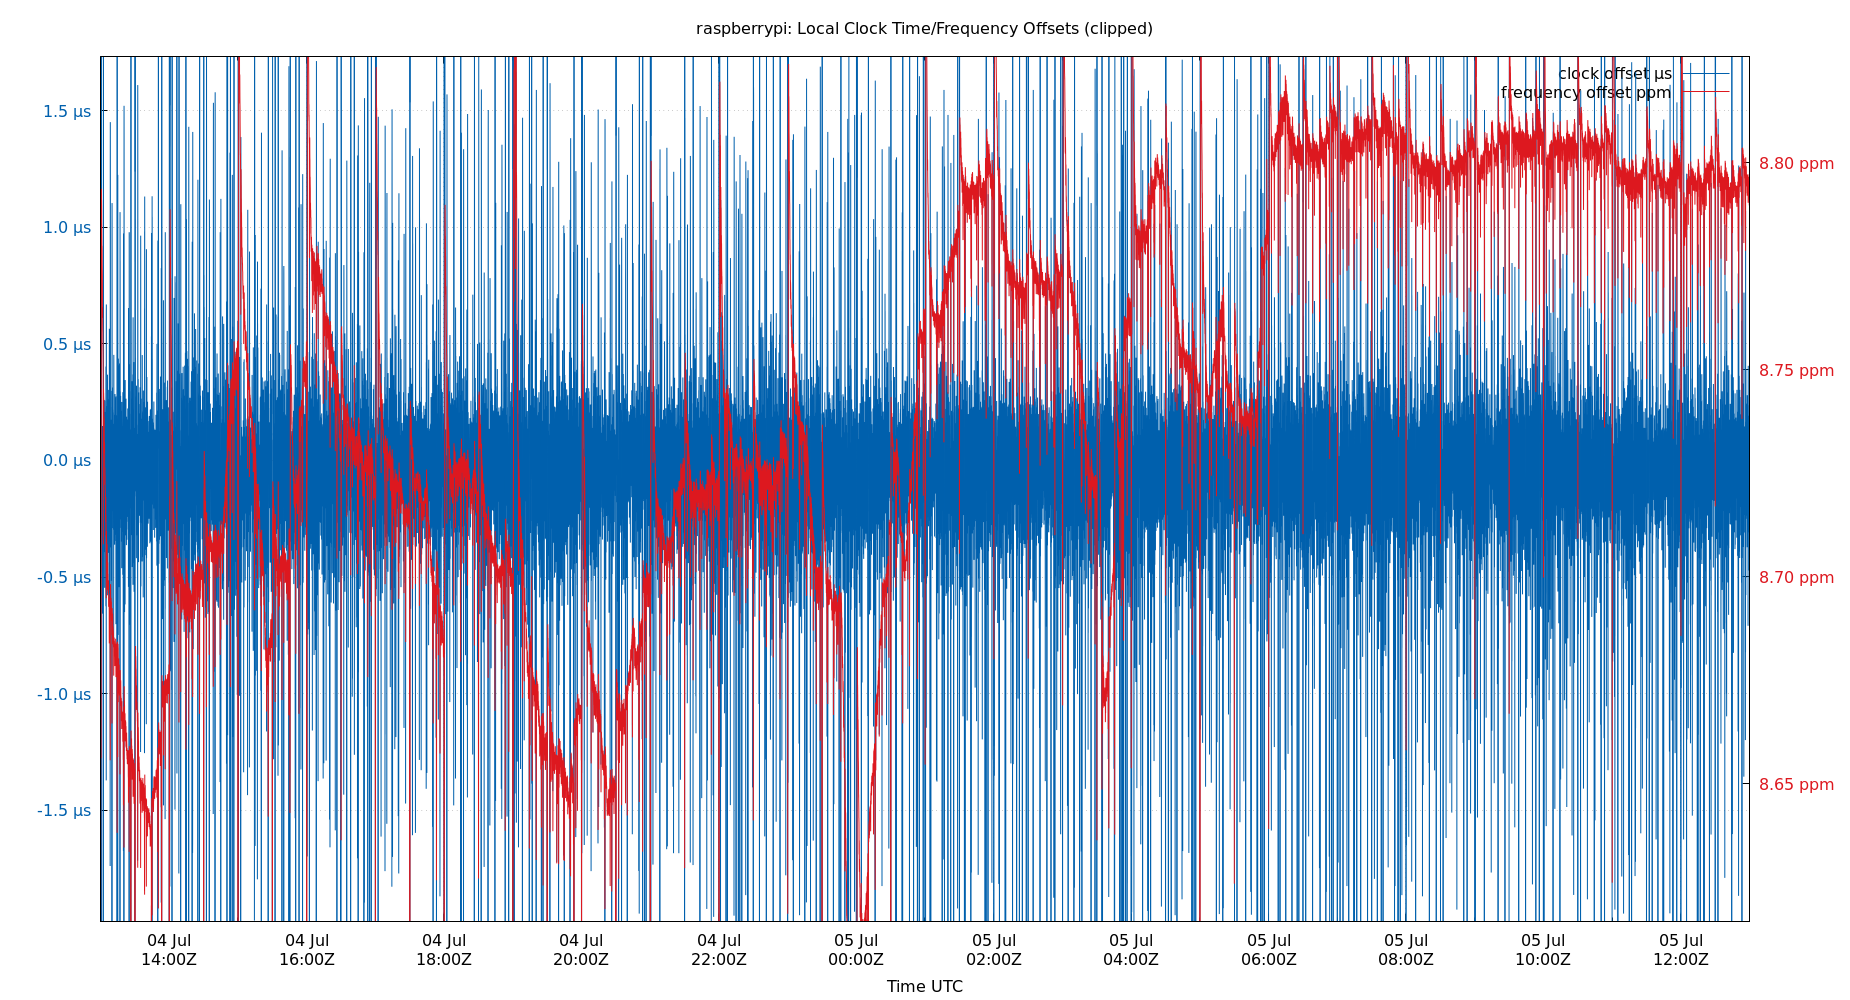 raspberrypi: Local Clock Time/Frequency Offsets (clipped)
clock offset µs
frequency offset ppm
1.5 µs
1.0 µs
0.5 µs
0.0 µs
-0.5 µs
-1.0 µs
-1.5 µs
8.80 ppm
8.75 ppm
8.70 ppm
8.65 ppm
04 Jul 04 Jul 04 Jul 04 Jul 04 Jul 05 Jul 05 Jul 05 Jul 05 Jul 05 Jul 05 Jul 05 Jul
14:00Z 16:00Z 18:00Z 20:00Z 22:00Z 00:00Z 02:00Z 04:00Z 06:00Z 08:00Z 10:00Z 12:00Z
Time UTC